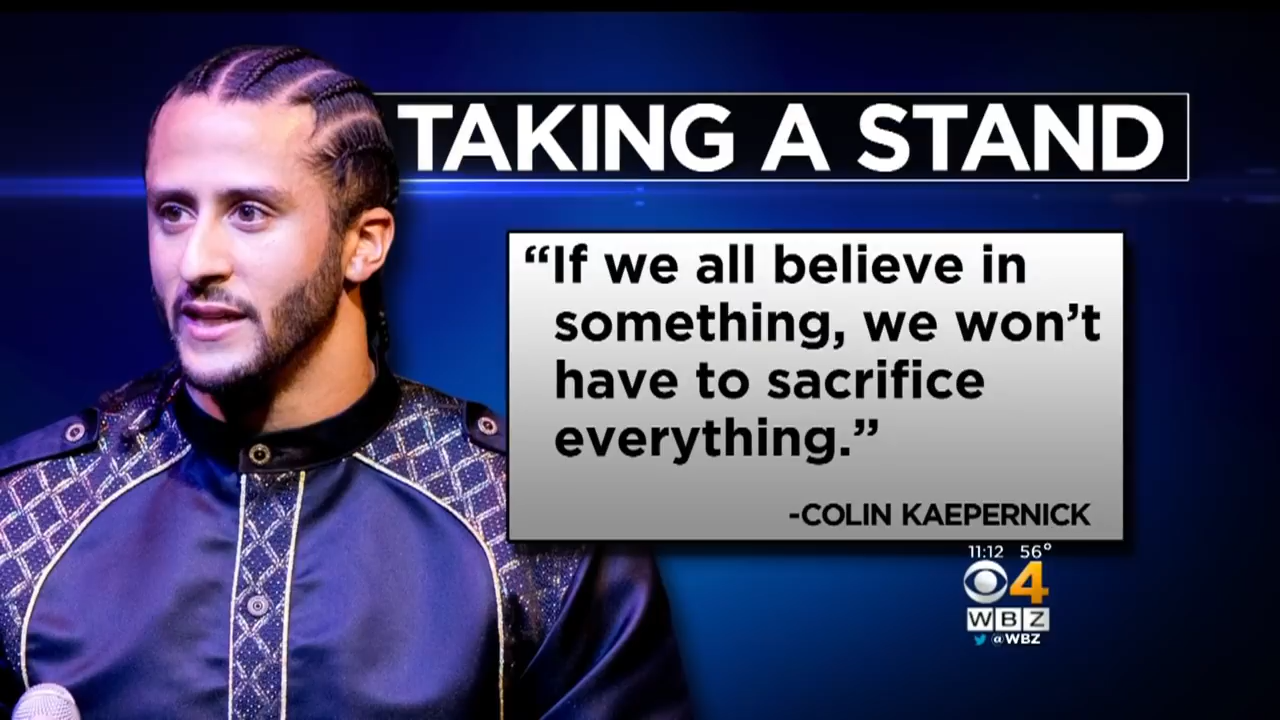 TAKING A STAND
“If we all believe in
something, we won’t
have to sacrifice
everything.”
-COLIN KAEPERNICK
11:12 56°
4
WBZ
@WBZ